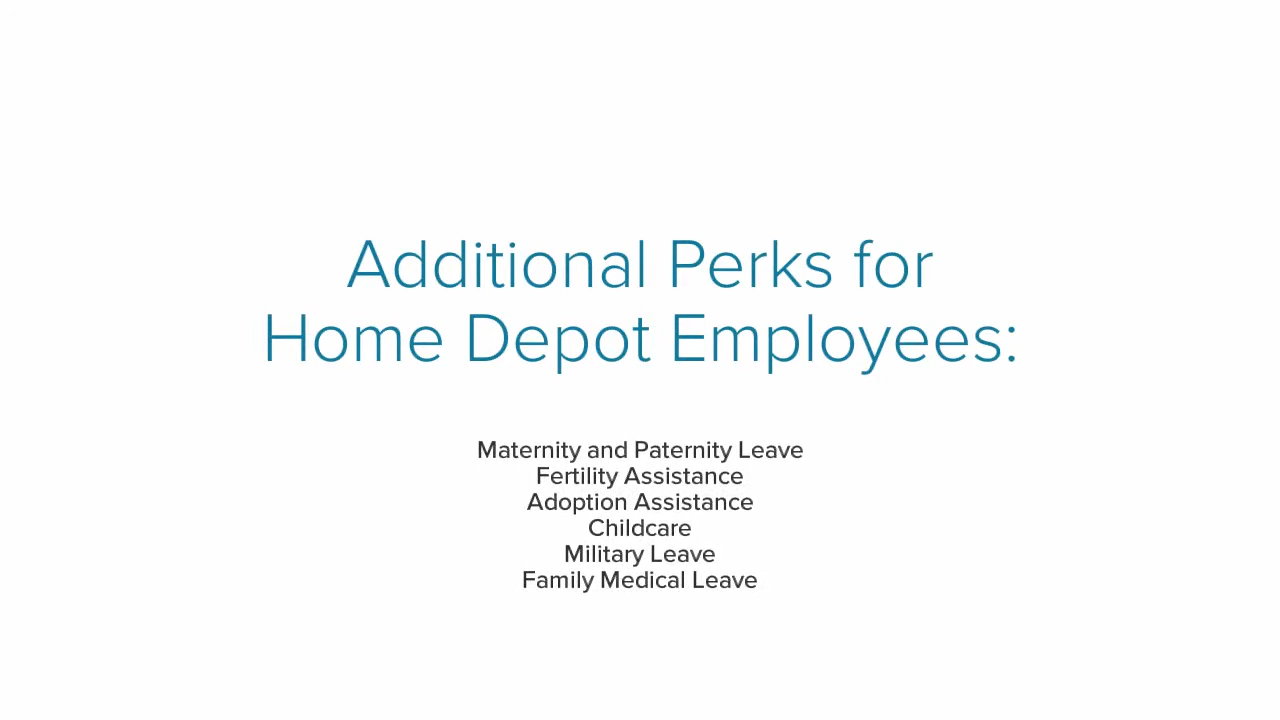 Additional Perks for
Home Depot Employees:
Maternity and Paternity Leave
Fertility Assistance
Adoption Assistance
Childcare
Military Leave
Family Medical Leave